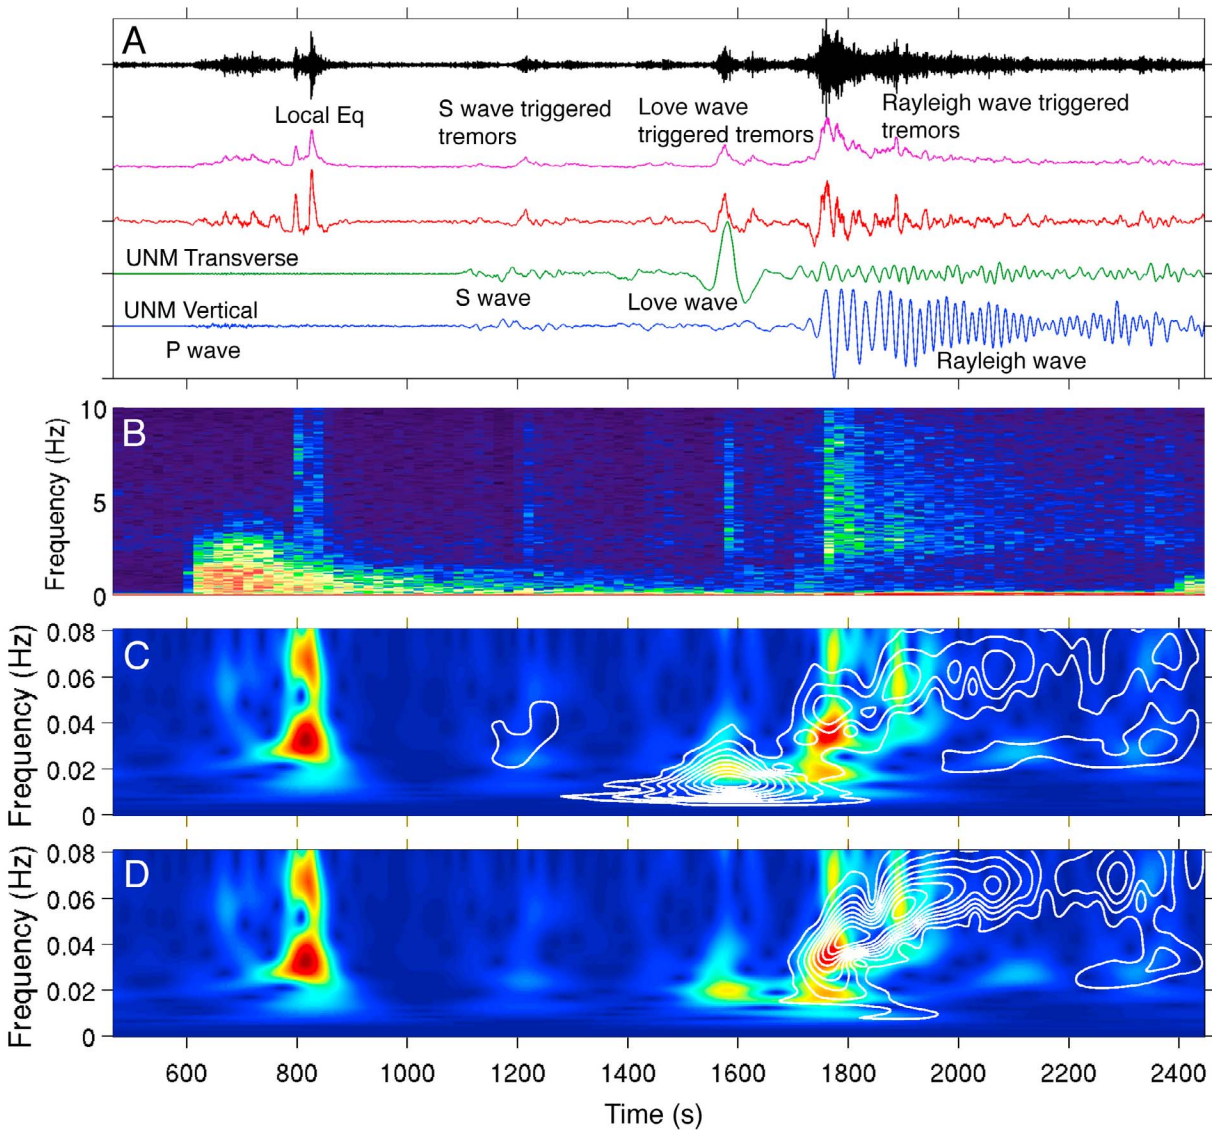 A
Local Eq
S wave triggered
tremors
Love wave
triggered tremors
Rayleigh wave triggered
tremors
UNM Transverse
S wave
Love wave
UNM Vertical
P wave
Rayleigh wave
B
Frequency (Hz)
10
5
0
C
Frequency (Hz)
0.08
0.06
0.04
0.02
0
D
Frequency (Hz)
0.08
0.06
0.04
0.02
0
600 800 1000 1200 1400 1600 1800 2000 2200 2400
Time (s)